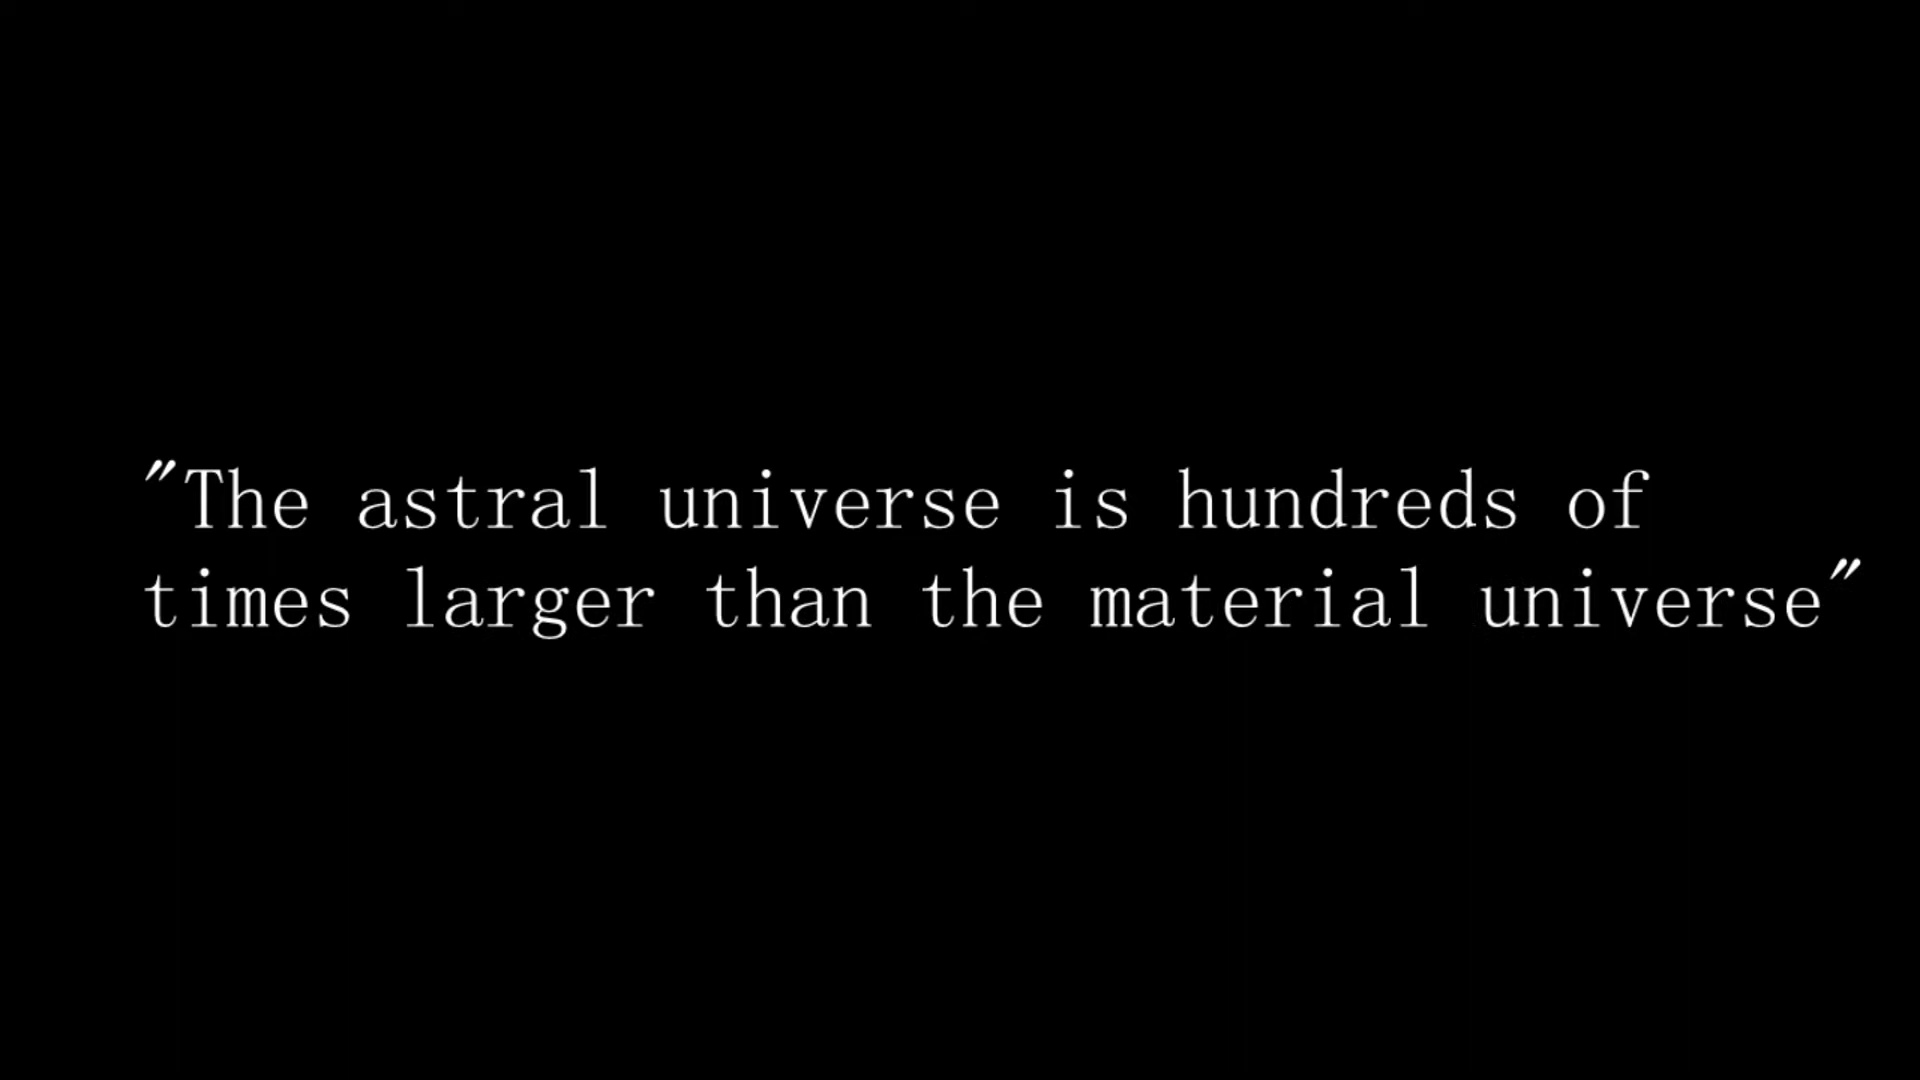 "The astral universe is hundreds of
times larger than the material universe"